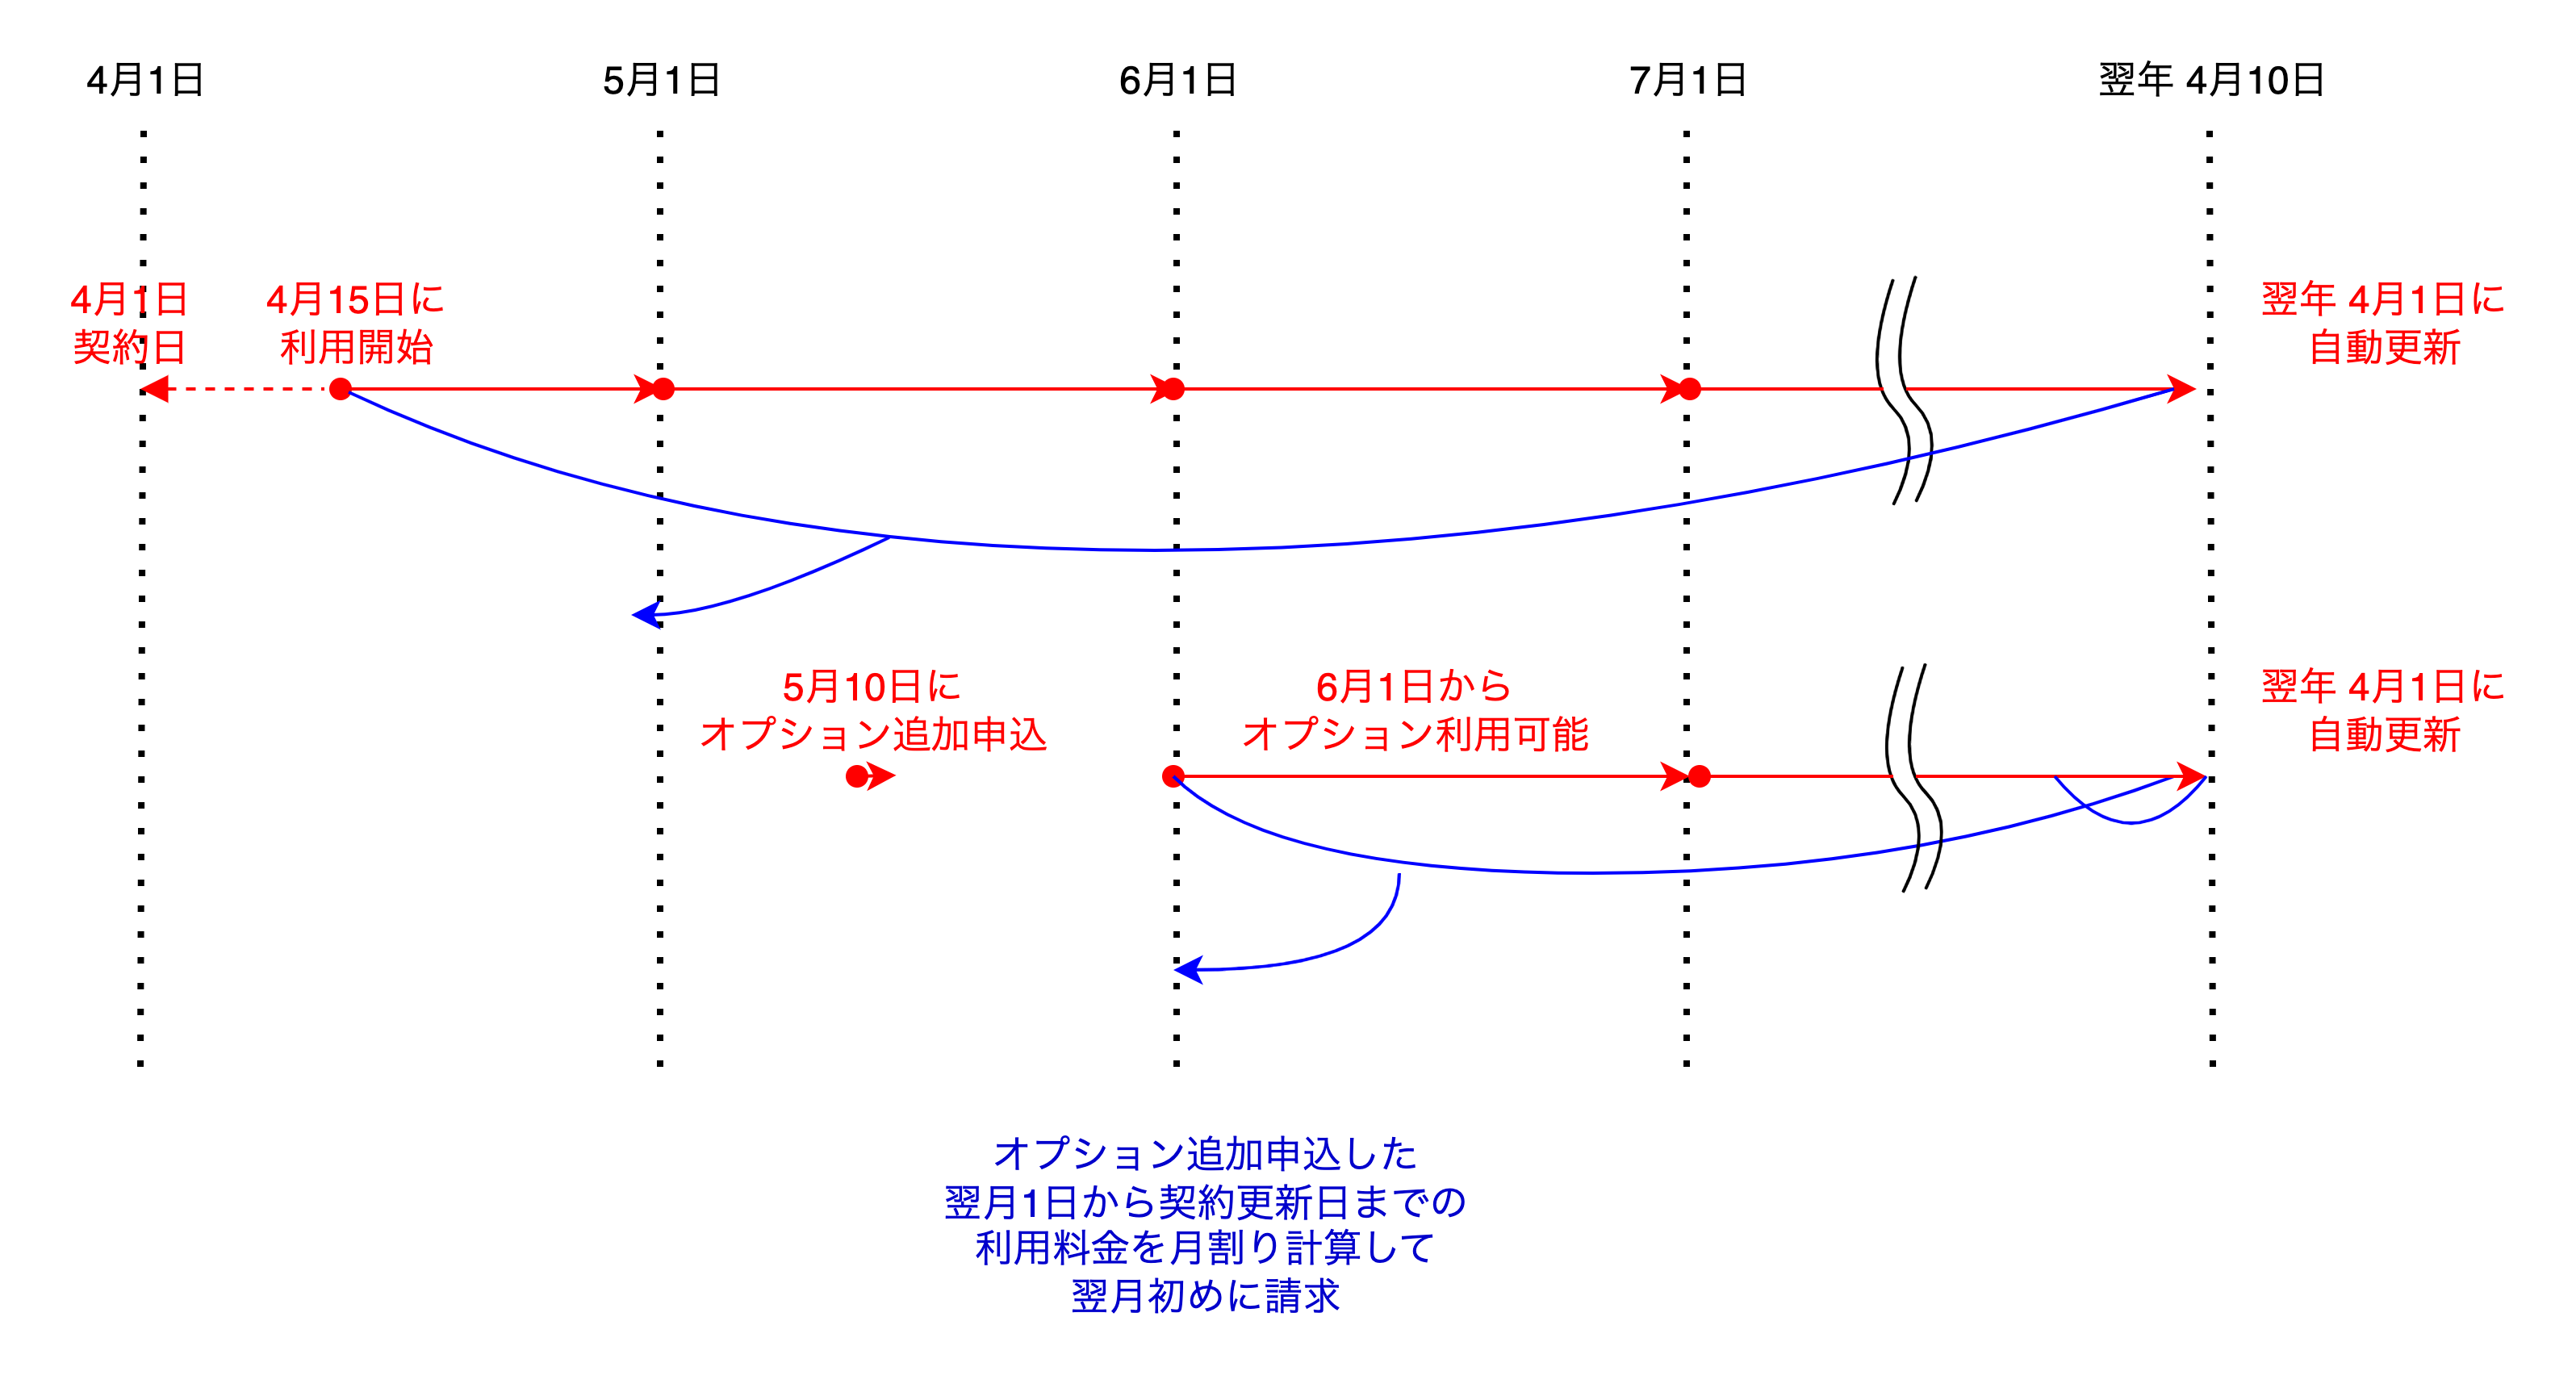 4月1日
5月1日
6月1日
7月1日
翌年 4月10日
4月1日
契約日
4月15日に
利用開始
翌年 4月1日に
自動更新
5月10日に
オプション追加申込
6月1日から
オプション利用可能
翌年 4月1日に
自動更新
オプション追加申込した
翌月1日から契約更新日までの
利用料金を月割り計算して
翌月初めに請求